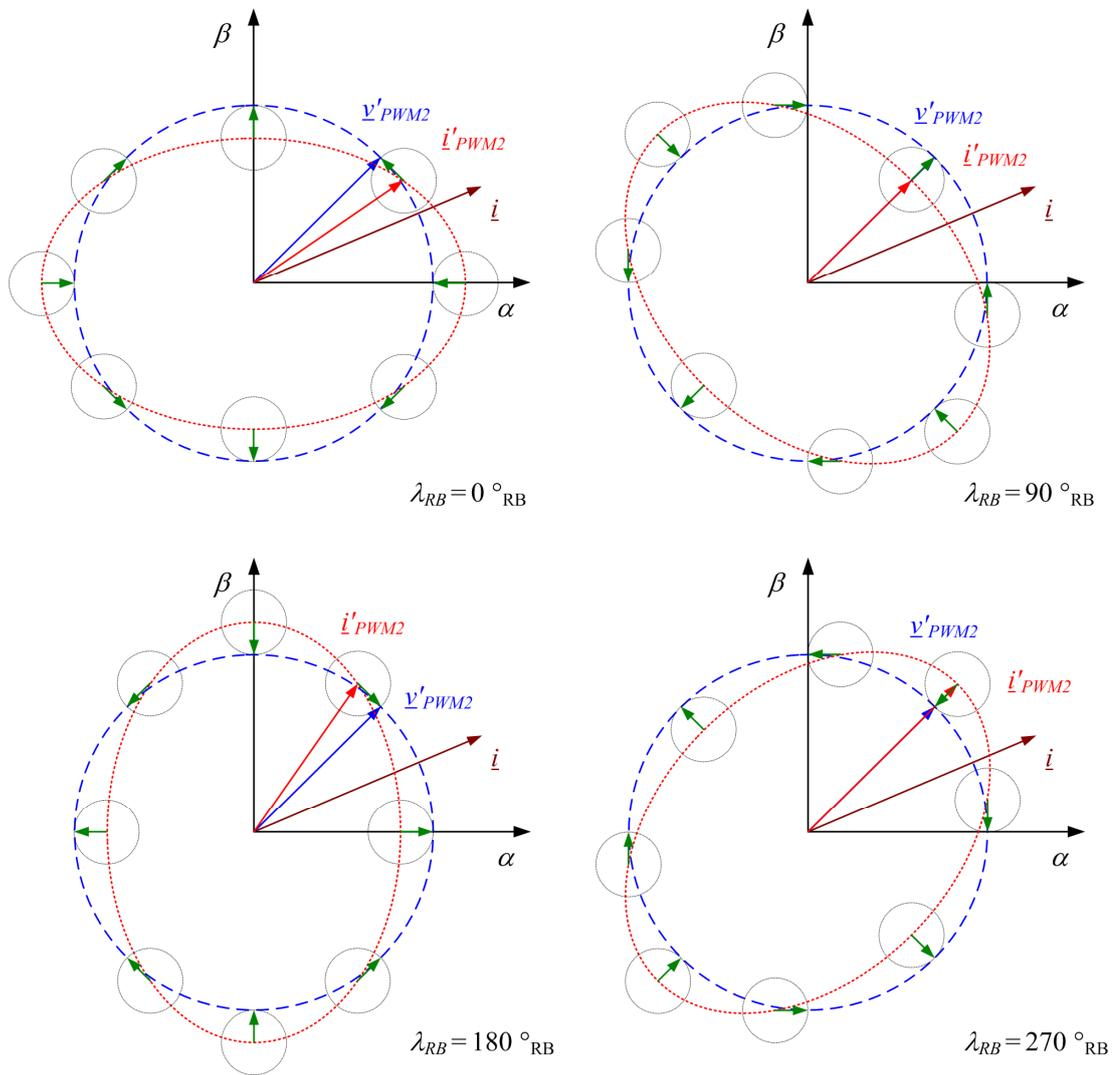 β
v'PWM2
i'PWM2
i
α
λRB = 0 °RB
β
v'PWM2
i'PWM2
i
α
λRB = 90 °RB
β
i'PWM2
v'PWM2
i
α
λRB = 180 °RB
β
v'PWM2
i'PWM2
i
α
λRB = 270 °RB